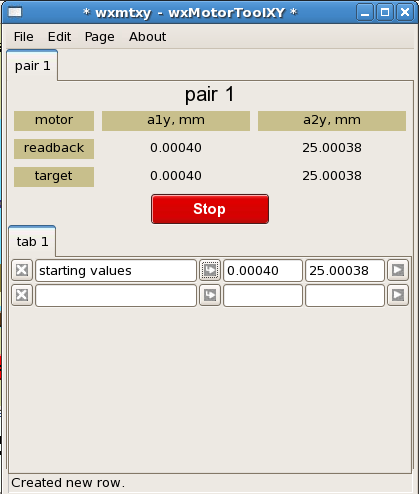 * wxmtxy - wxMotorToolXY *
File Edit Page About
pair 1
pair 1
motor a1y, mm a2y, mm
readback 0.00040 25.00038
target 0.00040 25.00038
Stop
tab 1
starting values 0.00040 25.00038
Created new row.